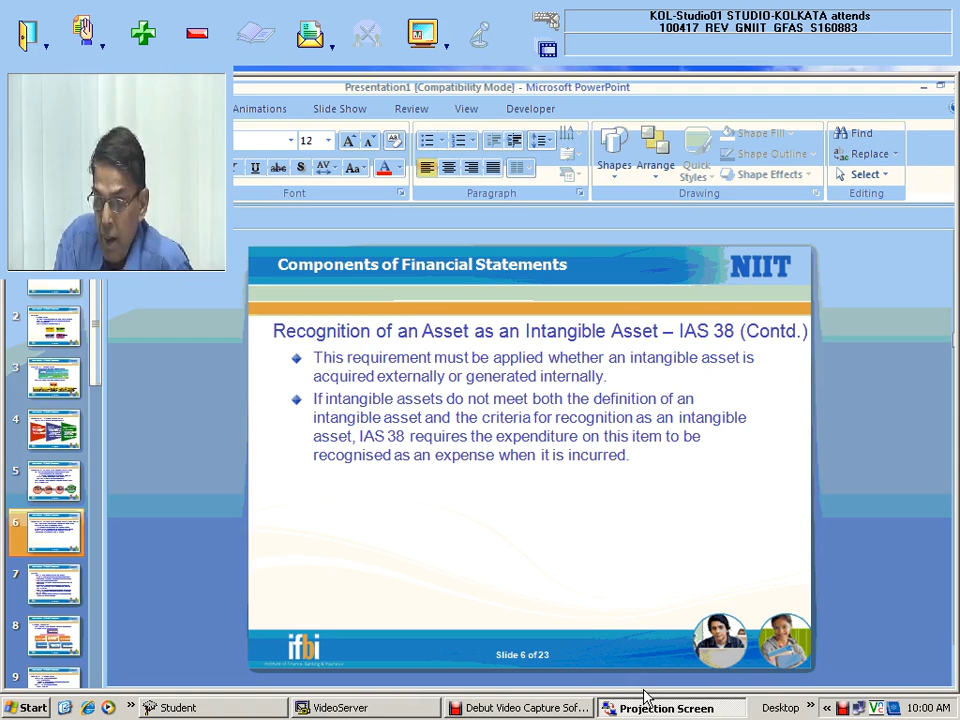 KOL-Studio01 STUDIO-KOLKATA attends
100417 REV GNIIT GFAS S160883
Presentation1 [Compatibility Mode] - Microsoft PowerPoint
Animations Slide Show Review View Developer
12
Shapes Arrange Quick Styles
Shape Fill
Shape Outline
Shape Effects
Find
Replace
Select
Font Paragraph Drawing Editing
Components of Financial Statements
NIIT
Recognition of an Asset as an Intangible Asset – IAS 38 (Contd.)
This requirement must be applied whether an intangible asset is
acquired externally or generated internally.
If intangible assets do not meet both the definition of an
intangible asset and the criteria for recognition as an intangible
asset, IAS 38 requires the expenditure on this item to be
recognised as an expense when it is incurred.
ifbi
Institute of Finance, Banking & Insurance
Slide 6 of 23
2
3
4
5
6
7
8
9
Start Student VideoServer Debut Video Capture Sof... Projection Screen Desktop 10:00 AM